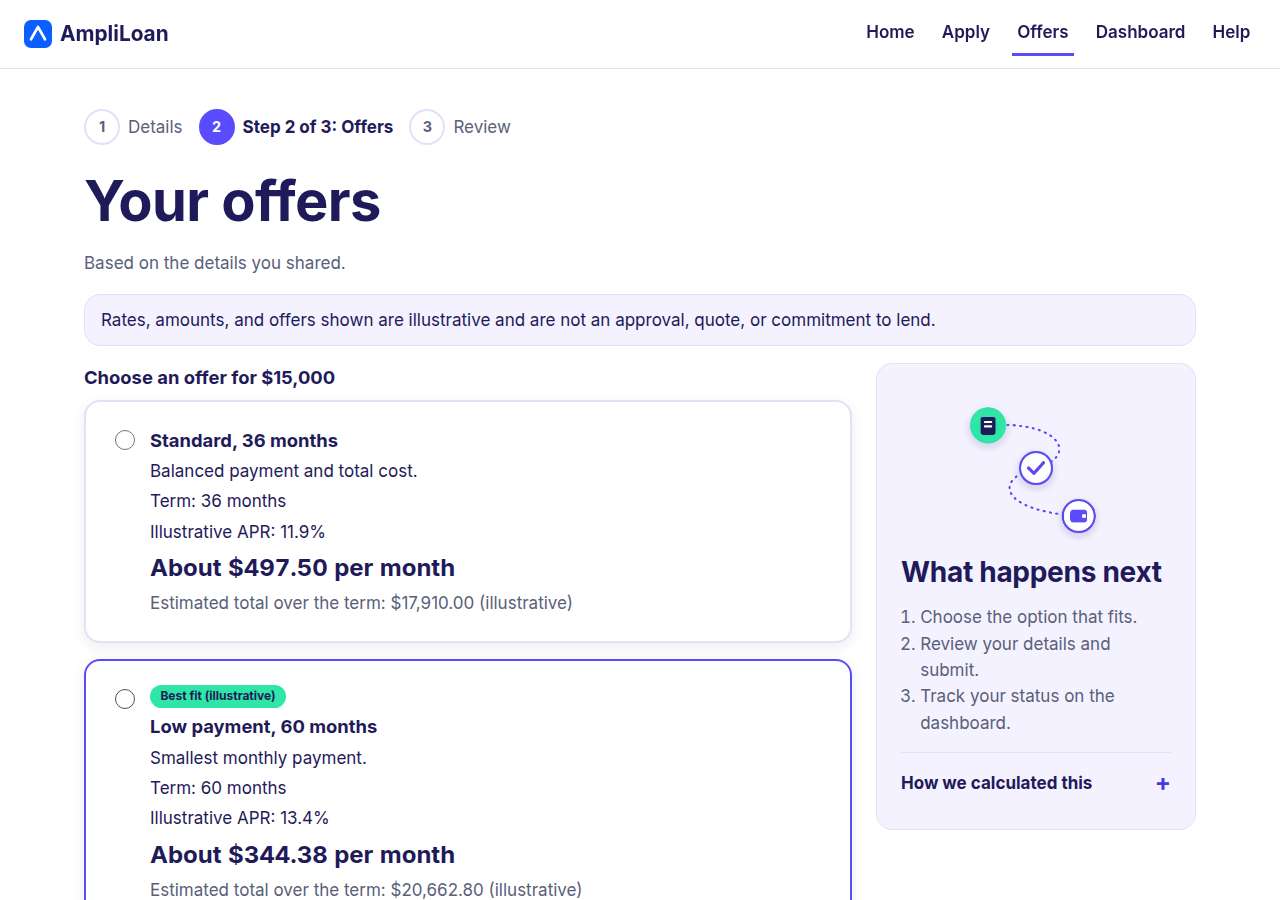 AmpliLoan
Home Apply Offers Dashboard Help
1 Details 2 Step 2 of 3: Offers 3 Review
Your offers
Based on the details you shared.
Rates, amounts, and offers shown are illustrative and are not an approval, quote, or commitment to lend.
Choose an offer for $15,000
Standard, 36 months
Balanced payment and total cost.
Term: 36 months
Illustrative APR: 11.9%
About $497.50 per month
Estimated total over the term: $17,910.00 (illustrative)
Best fit (illustrative)
Low payment, 60 months
Smallest monthly payment.
Term: 60 months
Illustrative APR: 13.4%
About $344.38 per month
Estimated total over the term: $20,662.80 (illustrative)
What happens next
1. Choose the option that fits.
2. Review your details and
submit.
3. Track your status on the
dashboard.
How we calculated this +